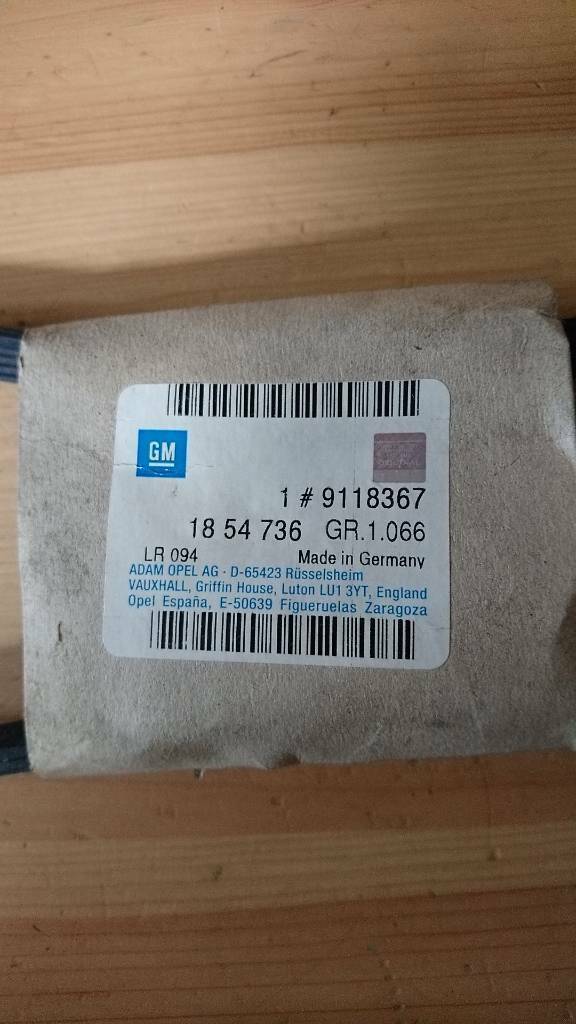 GM
1 # 9118367
18 54 736 GR.1.066
LR 094 Made in Germany
ADAM OPEL AG · D-65423 Rüsselsheim
VAUXHALL, Griffin House, Luton LU1 3YT, England
Opel España, E-50639 Figueruelas Zaragoza